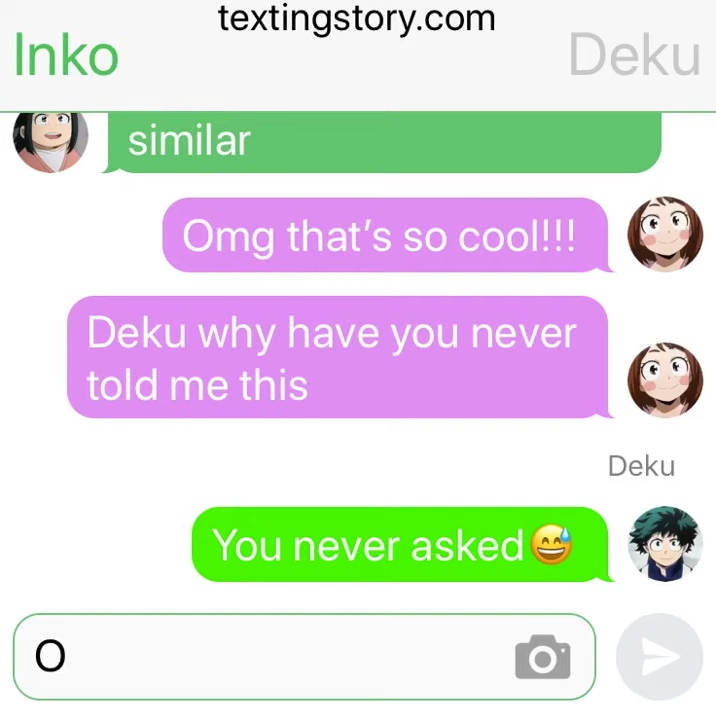 textingstory.com
Inko
Deku
similar
Omg that’s so cool!!!
Deku why have you never
told me this
Deku
You never asked😅
O